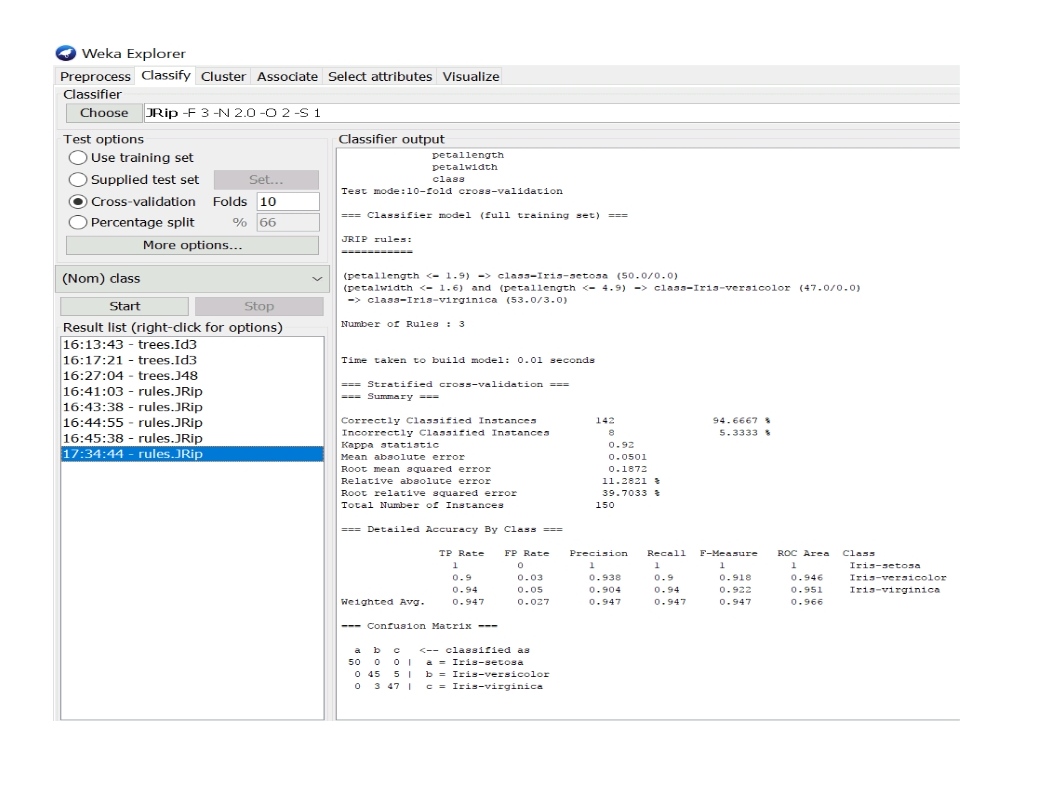 Weka Explorer
Preprocess Classify Cluster Associate Select attributes Visualize
Classifier
Choose JRip -F 3 -N 2.0 -O 2 -S 1
Test options
Use training set
Supplied test set Set...
Cross-validation Folds 10
Percentage split % 66
More options...
(Nom) class
Start Stop
Result list (right-click for options)
16:13:43 - trees.Id3
16:17:21 - trees.Id3
16:27:04 - trees.J48
16:41:03 - rules.JRip
16:43:38 - rules.JRip
16:44:55 - rules.JRip
16:45:38 - rules.JRip
17:34:44 - rules.JRip
Classifier output
petallength
petalwidth
class
Test mode:10-fold cross-validation
=== Classifier model (full training set) ===
JRIP rules:
===========
(petallength <= 1.9) => class=Iris-setosa (50.0/0.0)
(petalwidth <= 1.6) and (petallength <= 4.9) => class=Iris-versicolor (47.0/0.0)
=> class=Iris-virginica (53.0/3.0)
Number of Rules : 3
Time taken to build model: 0.01 seconds
=== Stratified cross-validation ===
=== Summary ===
Correctly Classified Instances 142 94.6667 %
Incorrectly Classified Instances 8 5.3333 %
Kappa statistic 0.92
Mean absolute error 0.0501
Root mean squared error 0.1872
Relative absolute error 11.2821 %
Root relative squared error 39.7033 %
Total Number of Instances 150
=== Detailed Accuracy By Class ===
TP Rate FP Rate Precision Recall F-Measure ROC Area Class
1 0 1 1 1 1 Iris-setosa
0.9 0.03 0.938 0.9 0.918 0.946 Iris-versicolor
0.94 0.05 0.904 0.94 0.922 0.951 Iris-virginica
Weighted Avg. 0.947 0.027 0.947 0.947 0.947 0.966
=== Confusion Matrix ===
a b c <-- classified as
50 0 0 | a = Iris-setosa
0 45 5 | b = Iris-versicolor
0 3 47 | c = Iris-virginica